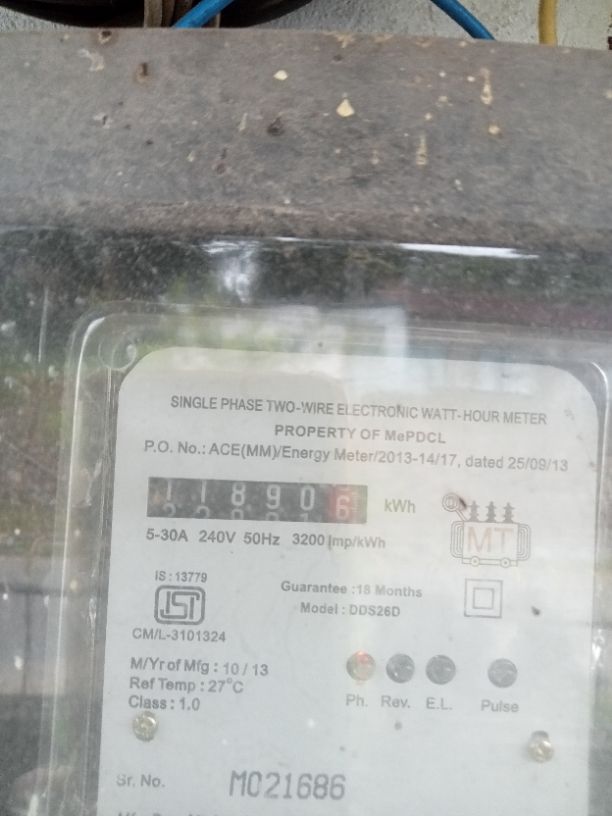 SINGLE PHASE TWO-WIRE ELECTRONIC WATT-HOUR METER
PROPERTY OF MePDCL
P.O. No.: ACE(MM)/Energy Meter/2013-14/17, dated 25/09/13
118906 kWh
5-30A 240V 50Hz 3200 Imp/kWh
MT
IS : 13779
ISI
CM/L-3101324
Guarantee : 18 Months
Model : DDS26D
M/Yr of Mfg : 10 / 13
Ref Temp : 27°C
Class : 1.0
Ph. Rev. E.L. Pulse
Sr. No. M021686